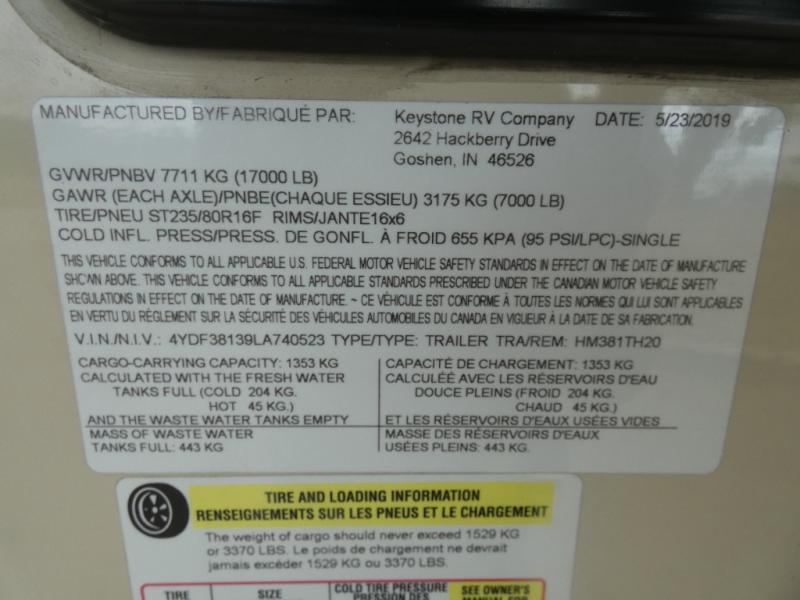 MANUFACTURED BY/FABRIQUÉ PAR: Keystone RV Company DATE: 5/23/2019
2642 Hackberry Drive
Goshen, IN 46526
GVWR/PNBV 7711 KG (17000 LB)
GAWR (EACH AXLE)/PNBE(CHAQUE ESSIEU) 3175 KG (7000 LB)
TIRE/PNEU ST235/80R16F RIMS/JANTE16x6
COLD INFL. PRESS/PRESS. DE GONFL. À FROID 655 KPA (95 PSI/LPC)-SINGLE
THIS VEHICLE CONFORMS TO ALL APPLICABLE U.S. FEDERAL MOTOR VEHICLE SAFETY STANDARDS IN EFFECT ON THE DATE OF MANUFACTURE
SHOWN ABOVE. THIS VEHICLE CONFORMS TO ALL APPLICABLE STANDARDS PRESCRIBED UNDER THE CANADIAN MOTOR VEHICLE SAFETY
REGULATIONS IN EFFECT ON THE DATE OF MANUFACTURE. ~ CE VÉHICULE EST CONFORME À TOUTES LES NORMES QUI LUI SONT APPLICABLES
EN VERTU DU RÉGLEMENT SUR LA SÉCURITÉ DES VÉHICULES AUTOMOBILES DU CANADA EN VIGUEUR À LA DATE DE SA FABRICATION.
V.I.N./N.I.V.: 4YDF38139LA740523 TYPE/TYPE: TRAILER TRA/REM: HM381TH20
CARGO-CARRYING CAPACITY: 1353 KG
CALCULATED WITH THE FRESH WATER
TANKS FULL (COLD 204 KG.
HOT 45 KG.)
AND THE WASTE WATER TANKS EMPTY
MASS OF WASTE WATER
TANKS FULL: 443 KG
CAPACITÉ DE CHARGEMENT: 1353 KG
CALCULÉE AVEC LES RÉSERVOIRS D'EAU
DOUCE PLEINS (FROID 204 KG.
CHAUD 45 KG.)
ET LES RÉSERVOIRS D'EAUX USÉES VIDES
MASSE DES RÉSERVOIRS D'EAUX
USÉES PLEINS: 443 KG.
TIRE AND LOADING INFORMATION
RENSEIGNEMENTS SUR LES PNEUS ET LE CHARGEMENT
The weight of cargo should never exceed 1529 KG
or 3370 LBS. Le poids de chargement ne devrait
jamais excéder 1529 KG ou 3370 LBS.
TIRE SIZE COLD TIRE PRESSURE SEE OWNER'S
PRESSION DES MANUAL FOR